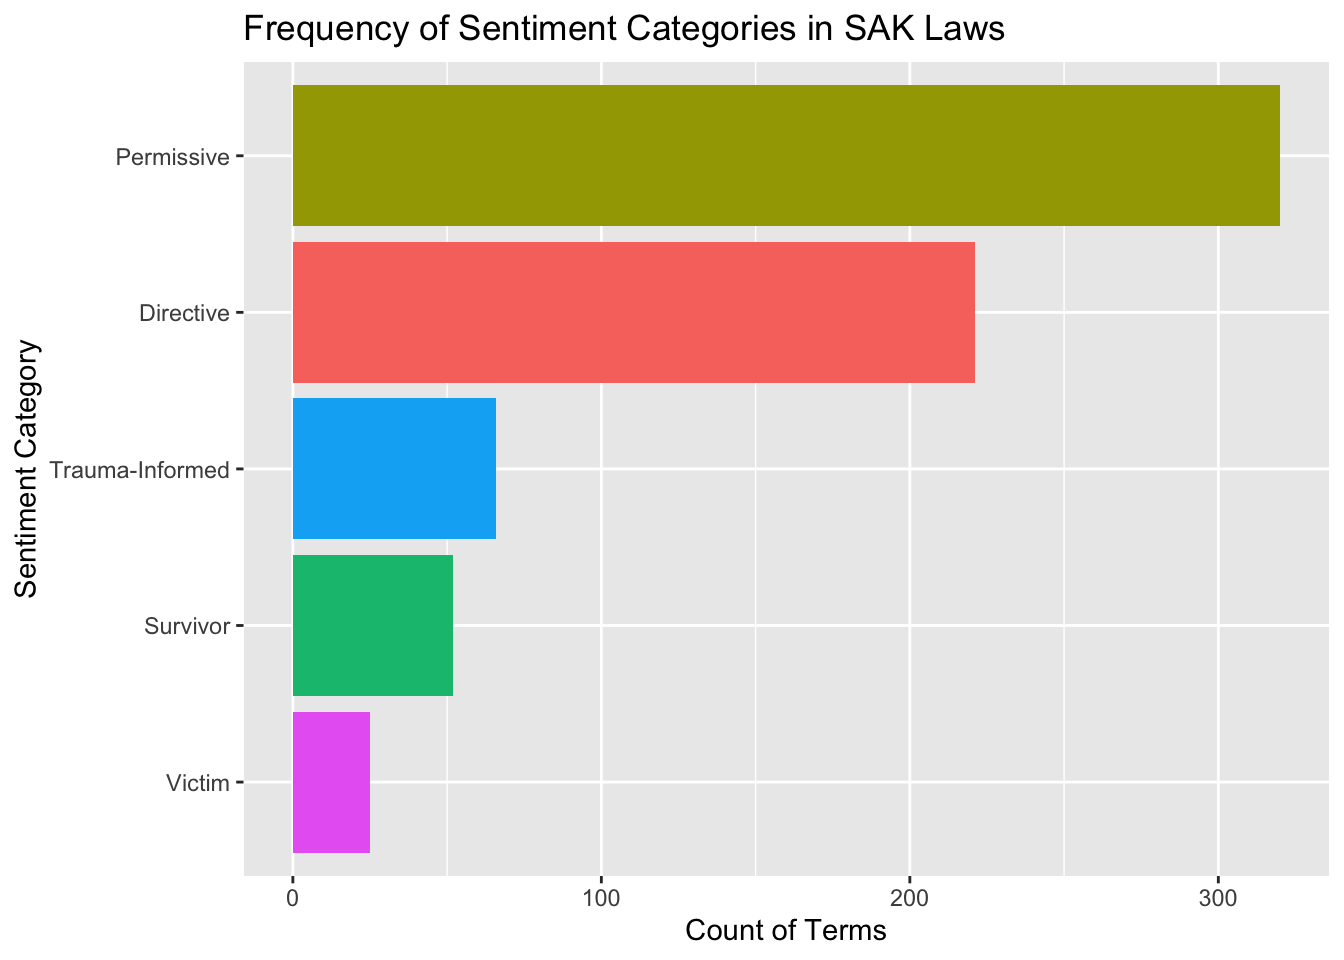 Frequency of Sentiment Categories in SAK Laws
Sentiment Category
Permissive
Directive
Trauma-Informed
Survivor
Victim
0 100 200 300
Count of Terms